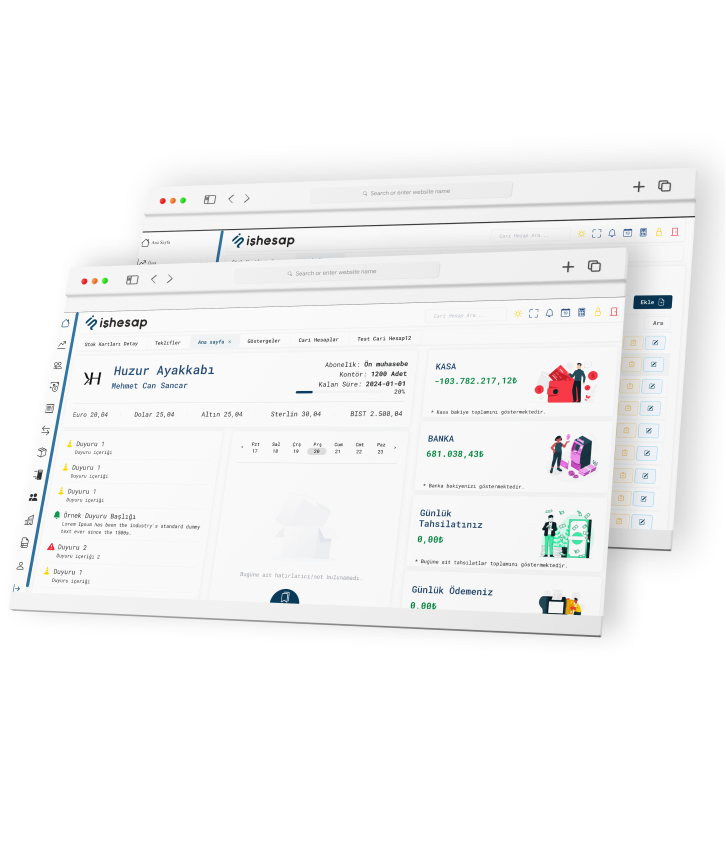 Search or enter website name
Ana Sayfa
ishesap
Cari Hesap Ara ...
Ekle
Ara
Search or enter website name
ishesap
Cari Hesap Ara ...
Stok Kartları Detay
Teklifler
Ana sayfa ×
Göstergeler
Cari Hesaplar
Test Cari Hesap12
Huzur Ayakkabı
Mehmet Can Sancar
Abonelik: Ön muhasebe
Kontör: 1200 Adet
Kalan Süre: 2024-01-01
20%
Euro 20,04
Dolar 25,04
Altın 25,04
Sterlin 30,04
BIST 2.500,04
Duyuru 1
Duyuru içeriği
Duyuru 1
Duyuru içeriği
Duyuru 1
Duyuru içeriği
Örnek Duyuru Başlığı
Lorem Ipsum has been the industry's standard dummy
text ever since the 1500s.
Duyuru 2
Duyuru içeriği 2
Duyuru 1
Duyuru içeriği
‹ Pzt Sal Çrş Prş Cum Cmt Paz ›
17 18 19 20 21 22 23
Bugüne ait hatırlatıcı/not bulunamadı.
KASA
-103.782.217,12₺
* Kasa bakiye toplamını göstermektedir.
BANKA
681.038,43₺
* Banka bakiyenizi göstermektedir.
Günlük
Tahsilatınız
0,00₺
* Bugüne ait tahsilatlar toplamını göstermektedir.
Günlük Ödemeniz
0,00₺